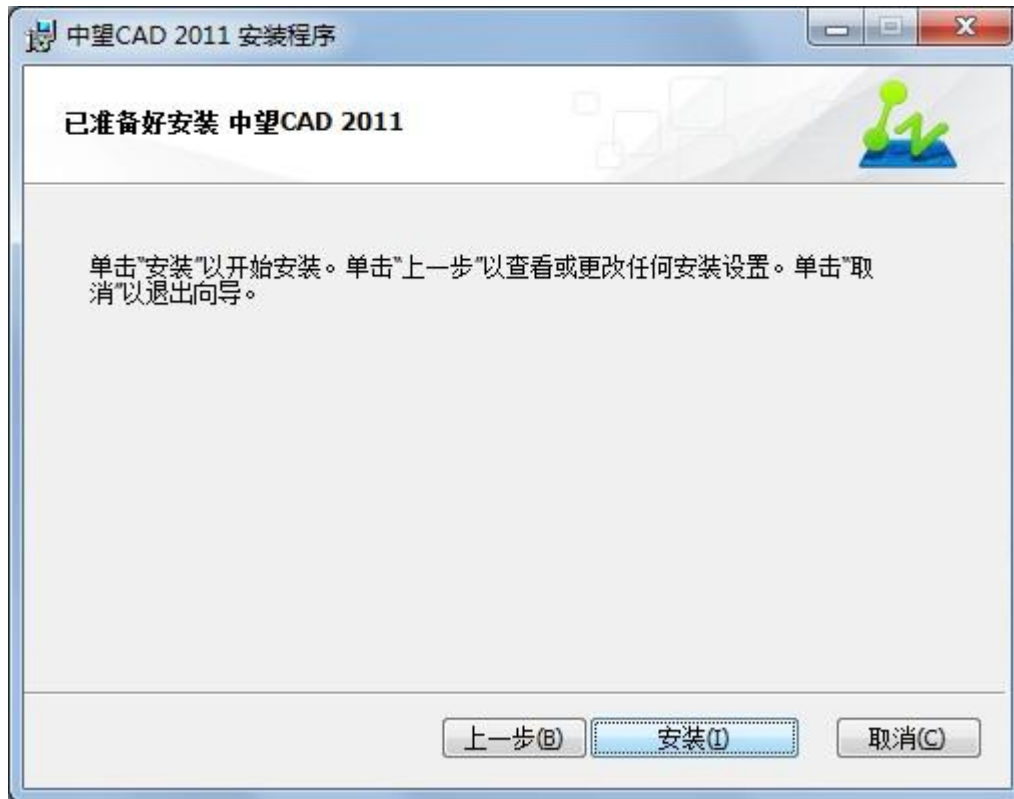 中望CAD 2011 安装程序
已准备好安装 中望CAD 2011
单击“安装”以开始安装。单击“上一步”以查看或更改任何安装设置。单击“取
消”以退出向导。
上一步(B) 安装(I) 取消(C)